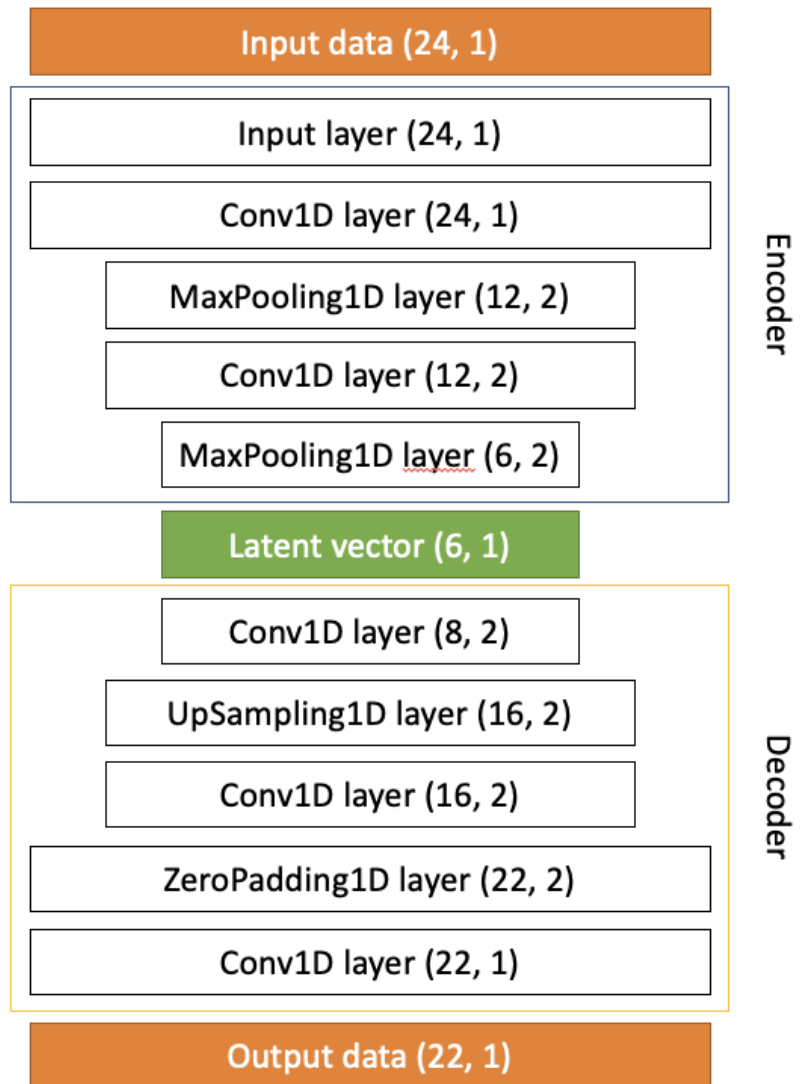 Input data (24, 1)
Input layer (24, 1)
Conv1D layer (24, 1)
MaxPooling1D layer (12, 2)
Conv1D layer (12, 2)
MaxPooling1D layer (6, 2)
Encoder
Latent vector (6, 1)
Conv1D layer (8, 2)
UpSampling1D layer (16, 2)
Conv1D layer (16, 2)
ZeroPadding1D layer (22, 2)
Conv1D layer (22, 1)
Decoder
Output data (22, 1)